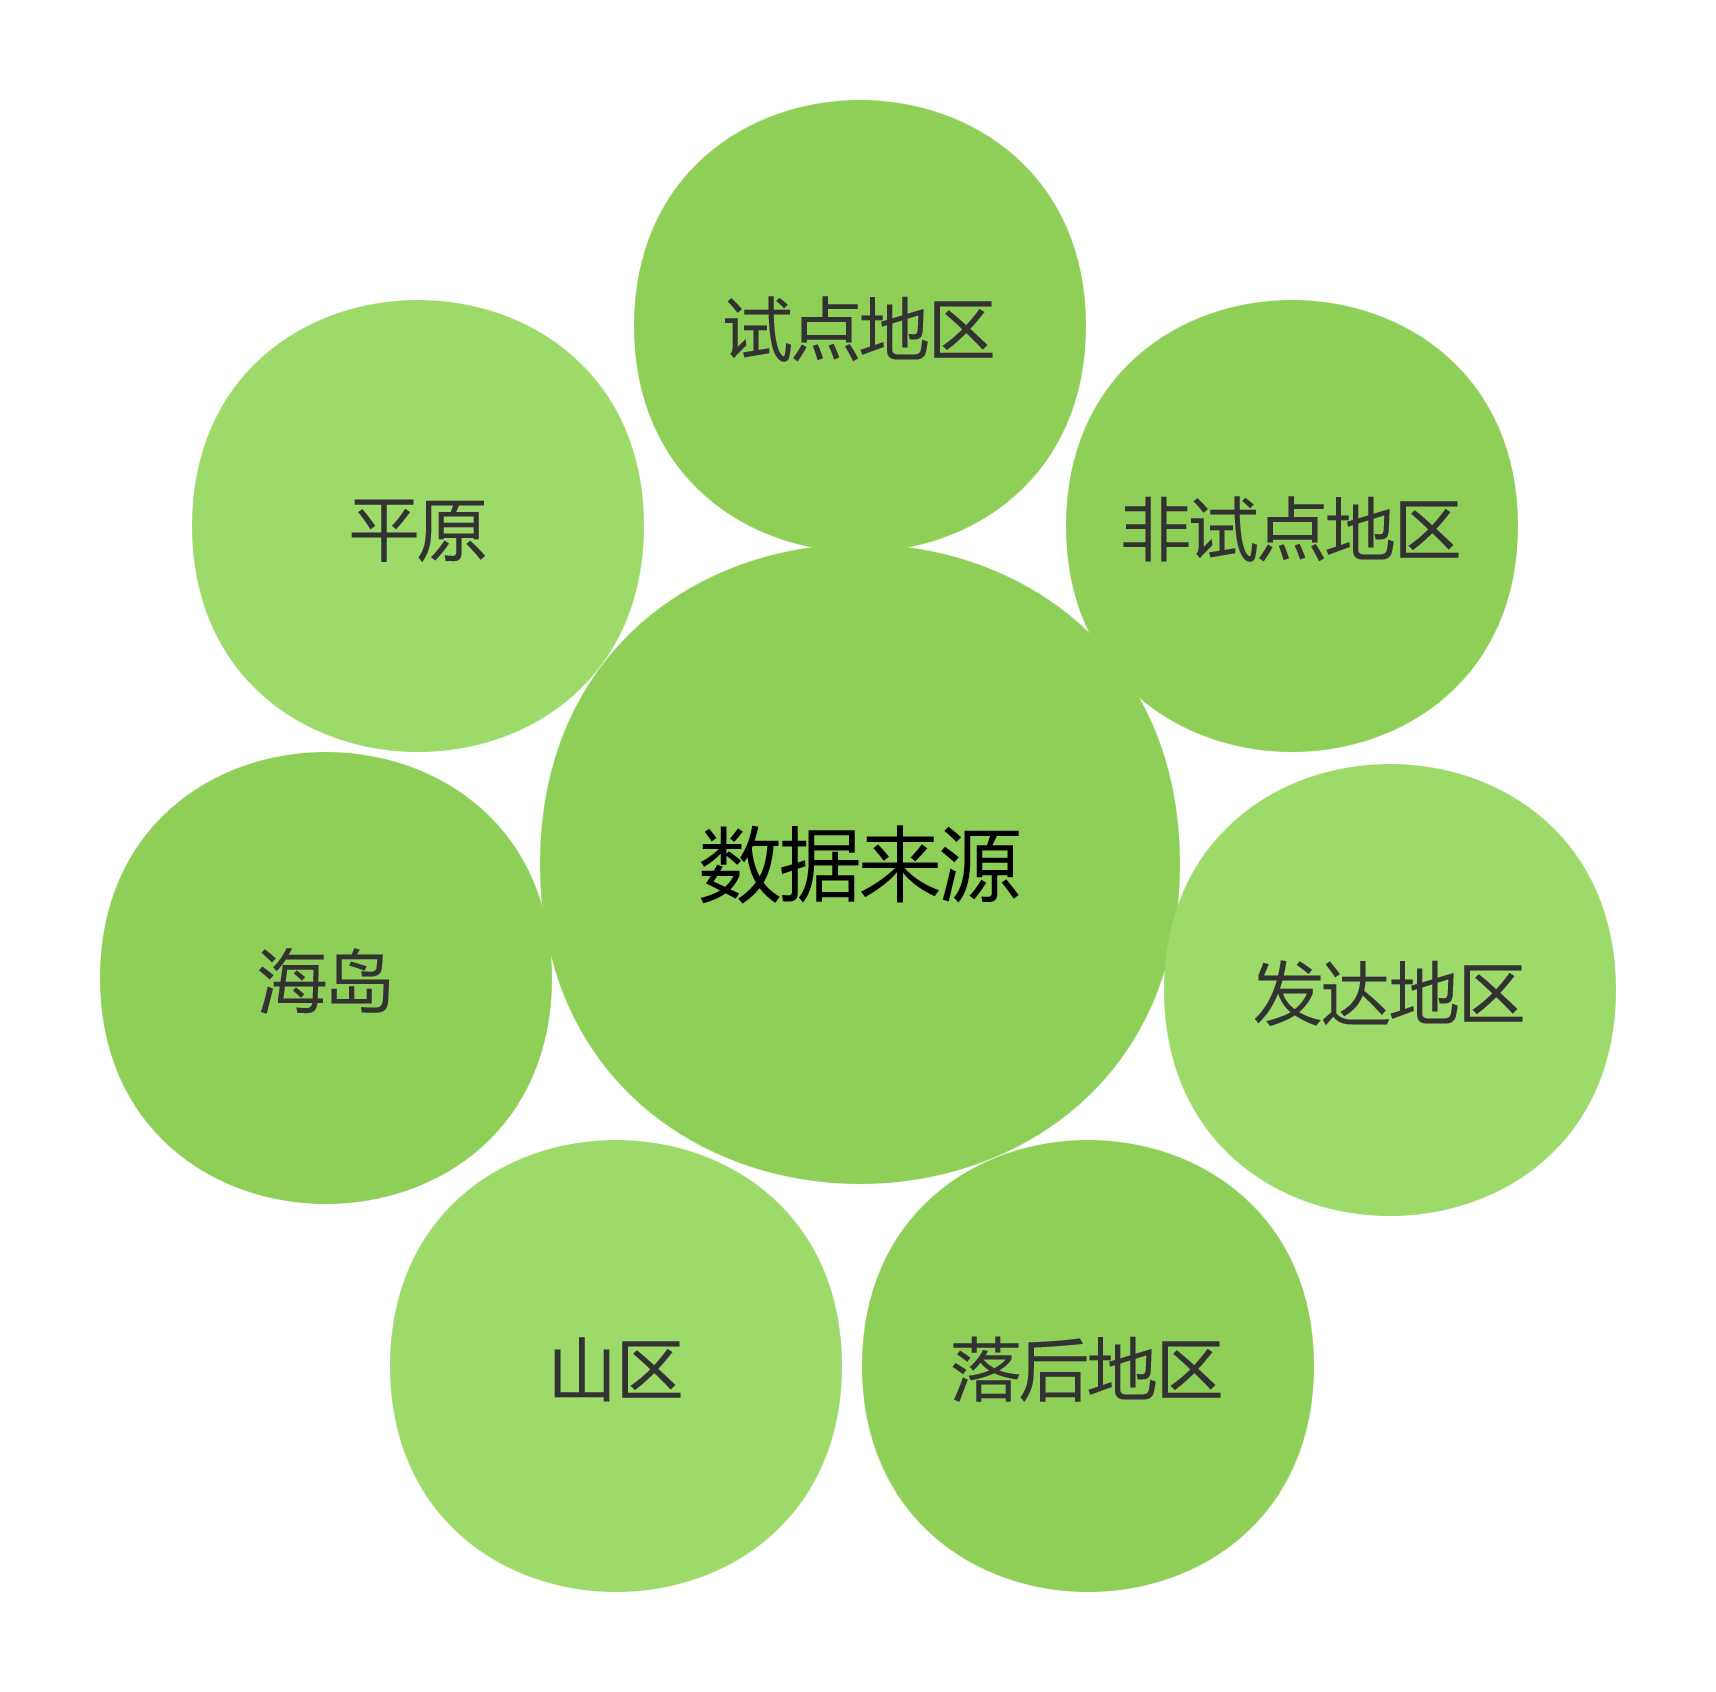 试点地区
平原
非试点地区
数据来源
海岛
发达地区
山区
落后地区